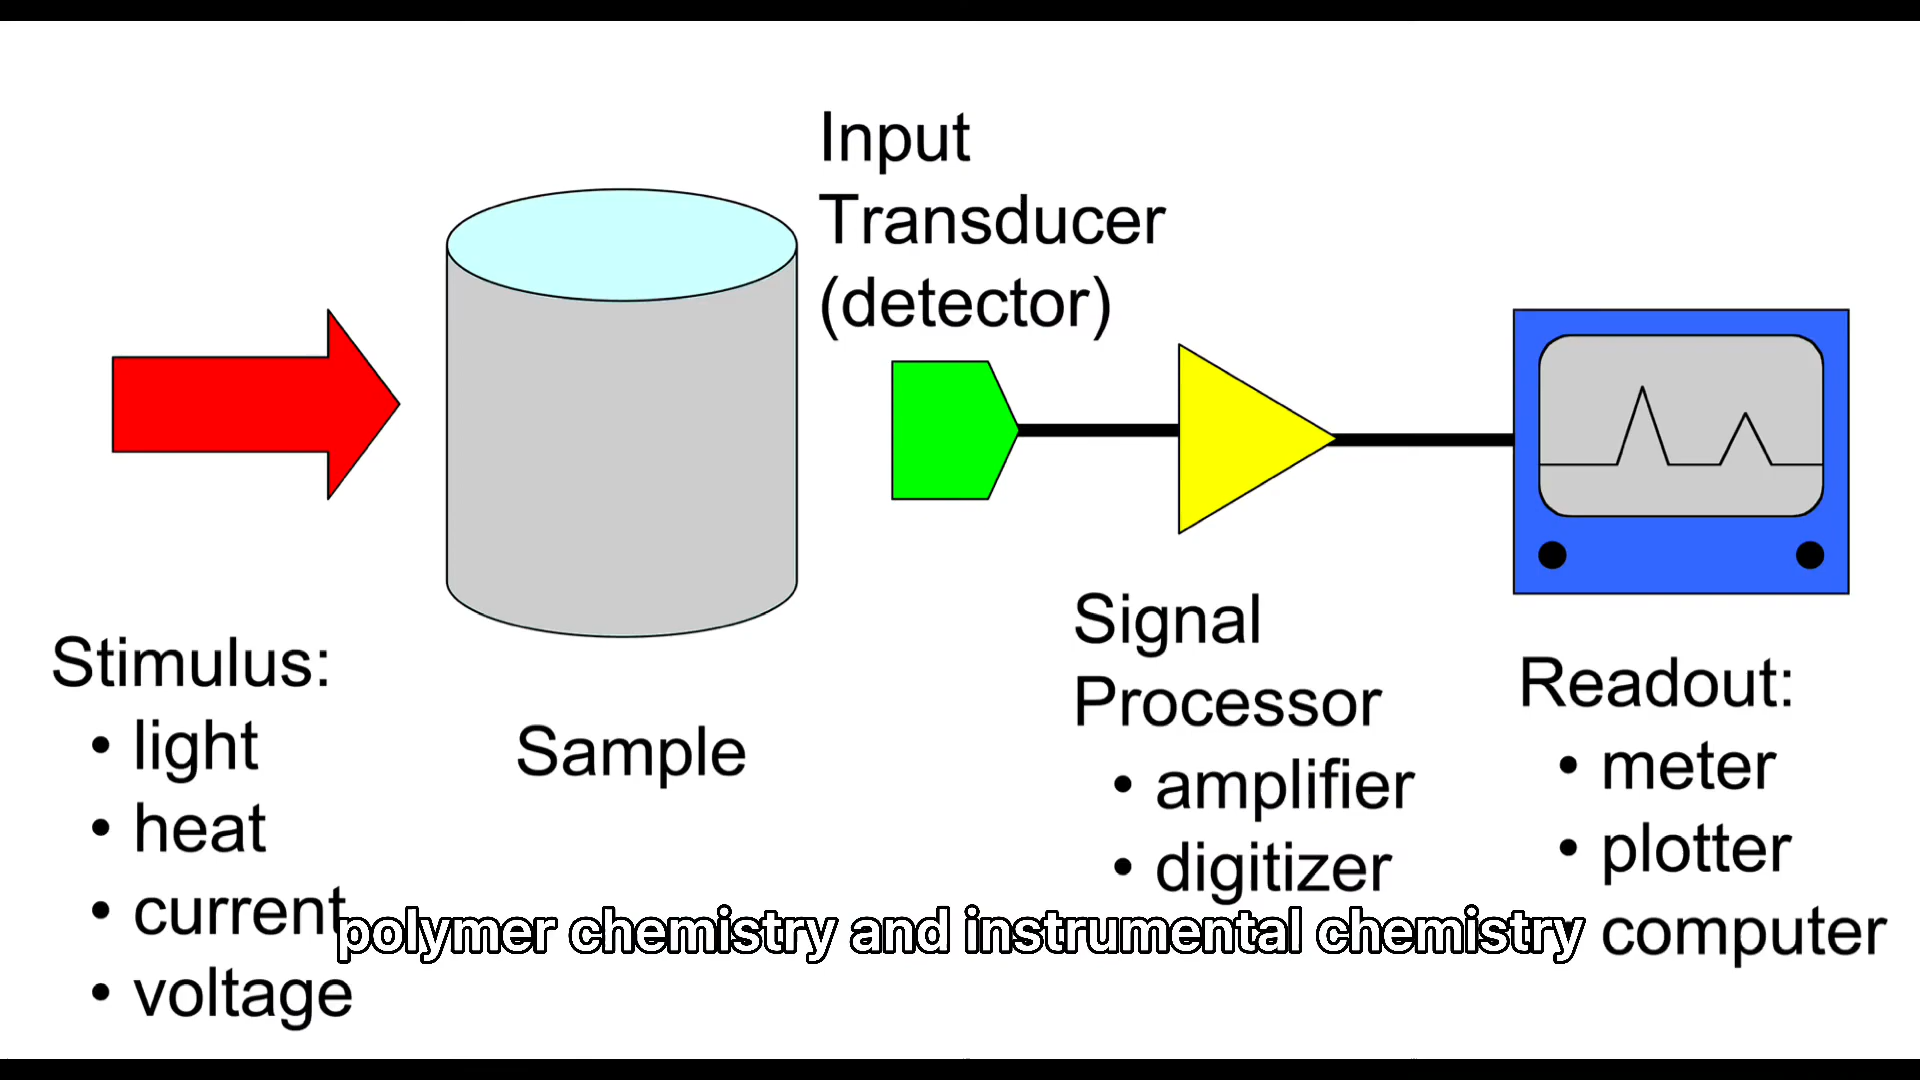 Input
Transducer
(detector)
Stimulus:
• light
• heat
• current
• voltage
Sample
Signal
Processor
• amplifier
• digitizer
Readout:
• meter
• plotter
computer
polymer chemistry and instrumental chemistry